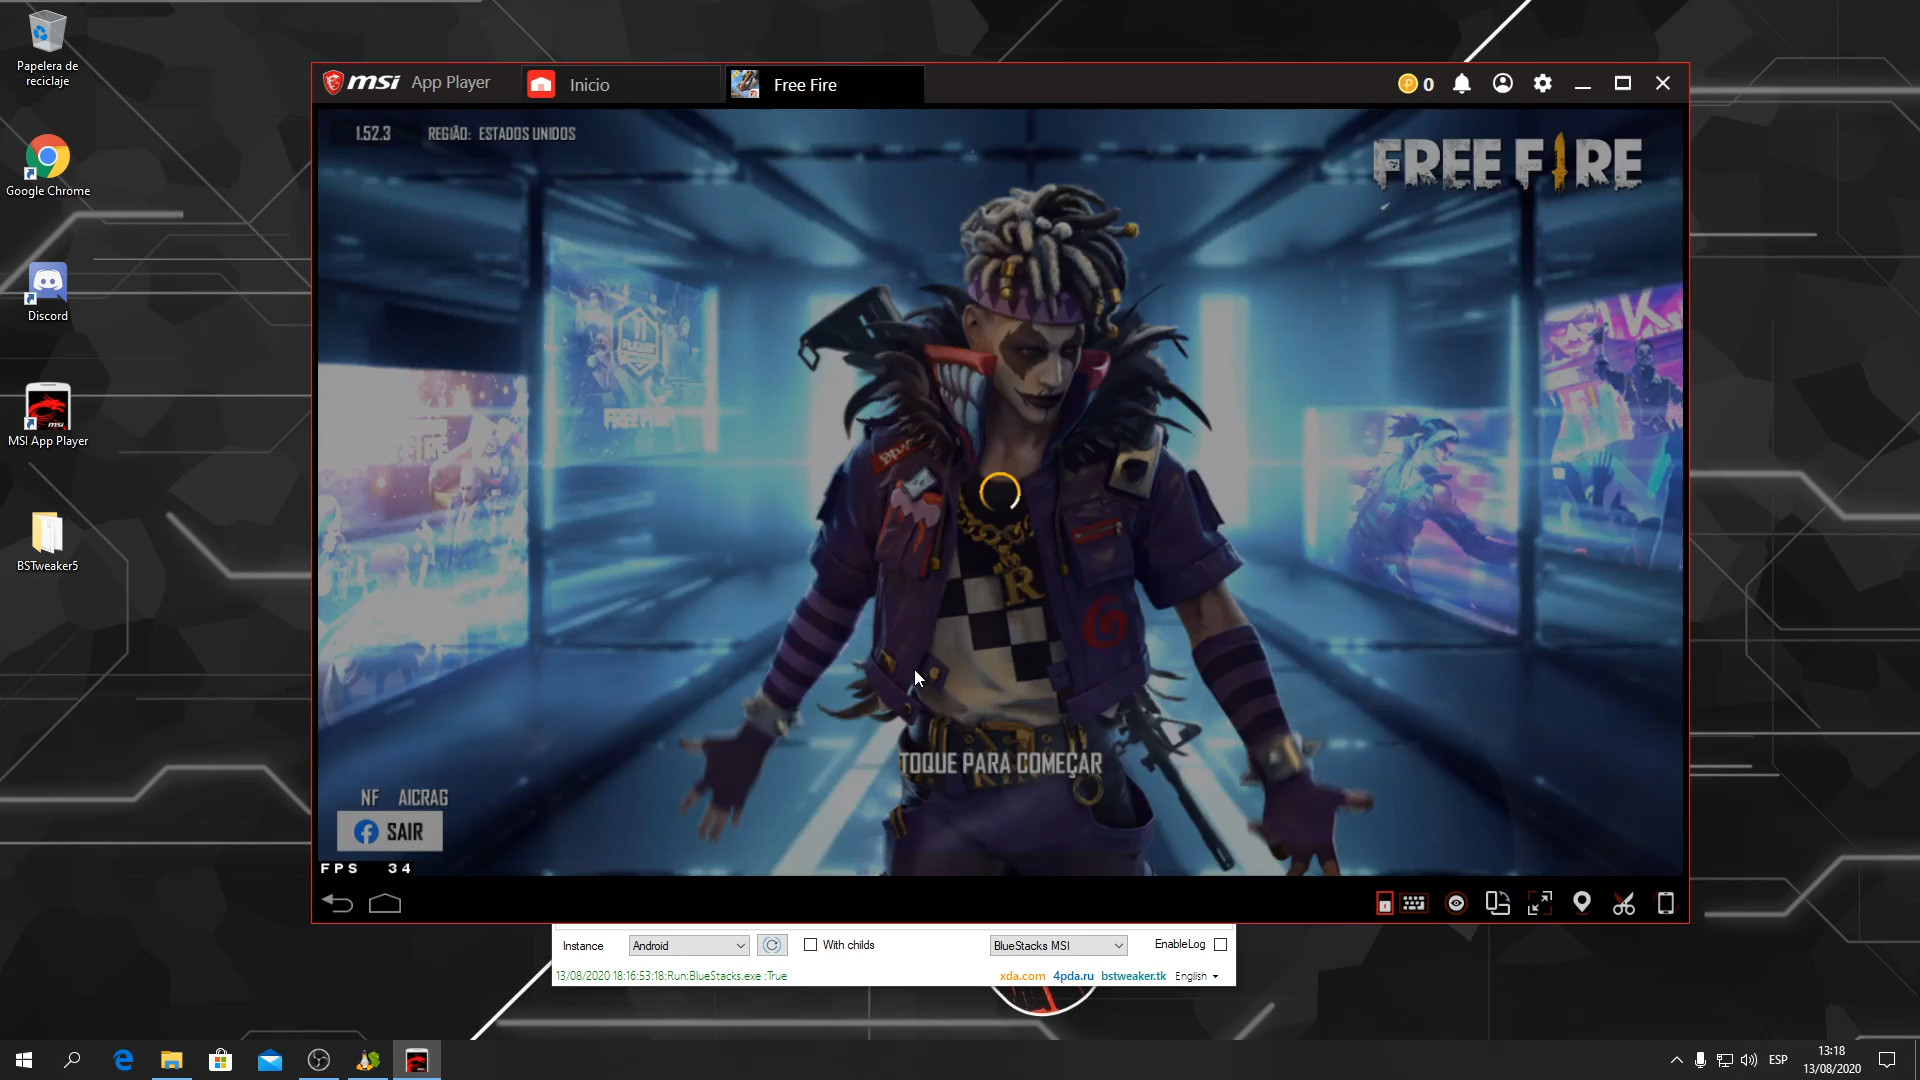 Papelera de
reciclaje
Google Chrome
Discord
MSI App Player
BSTweaker5
msi App Player
Inicio
Free Fire
0
1.52.3 REGIÃO: ESTADOS UNIDOS
FREE FIRE
FREE FIRE
R
TOQUE PARA COMEÇAR
NF AICRAG
SAIR
FPS 34
Instance
Android
With childs
BlueStacks MSI
EnableLog
13/08/2020 18:16:53:18:Run:BlueStacks.exe :True
xda.com 4pda.ru bstweaker.tk English
ESP
13:18
13/08/2020